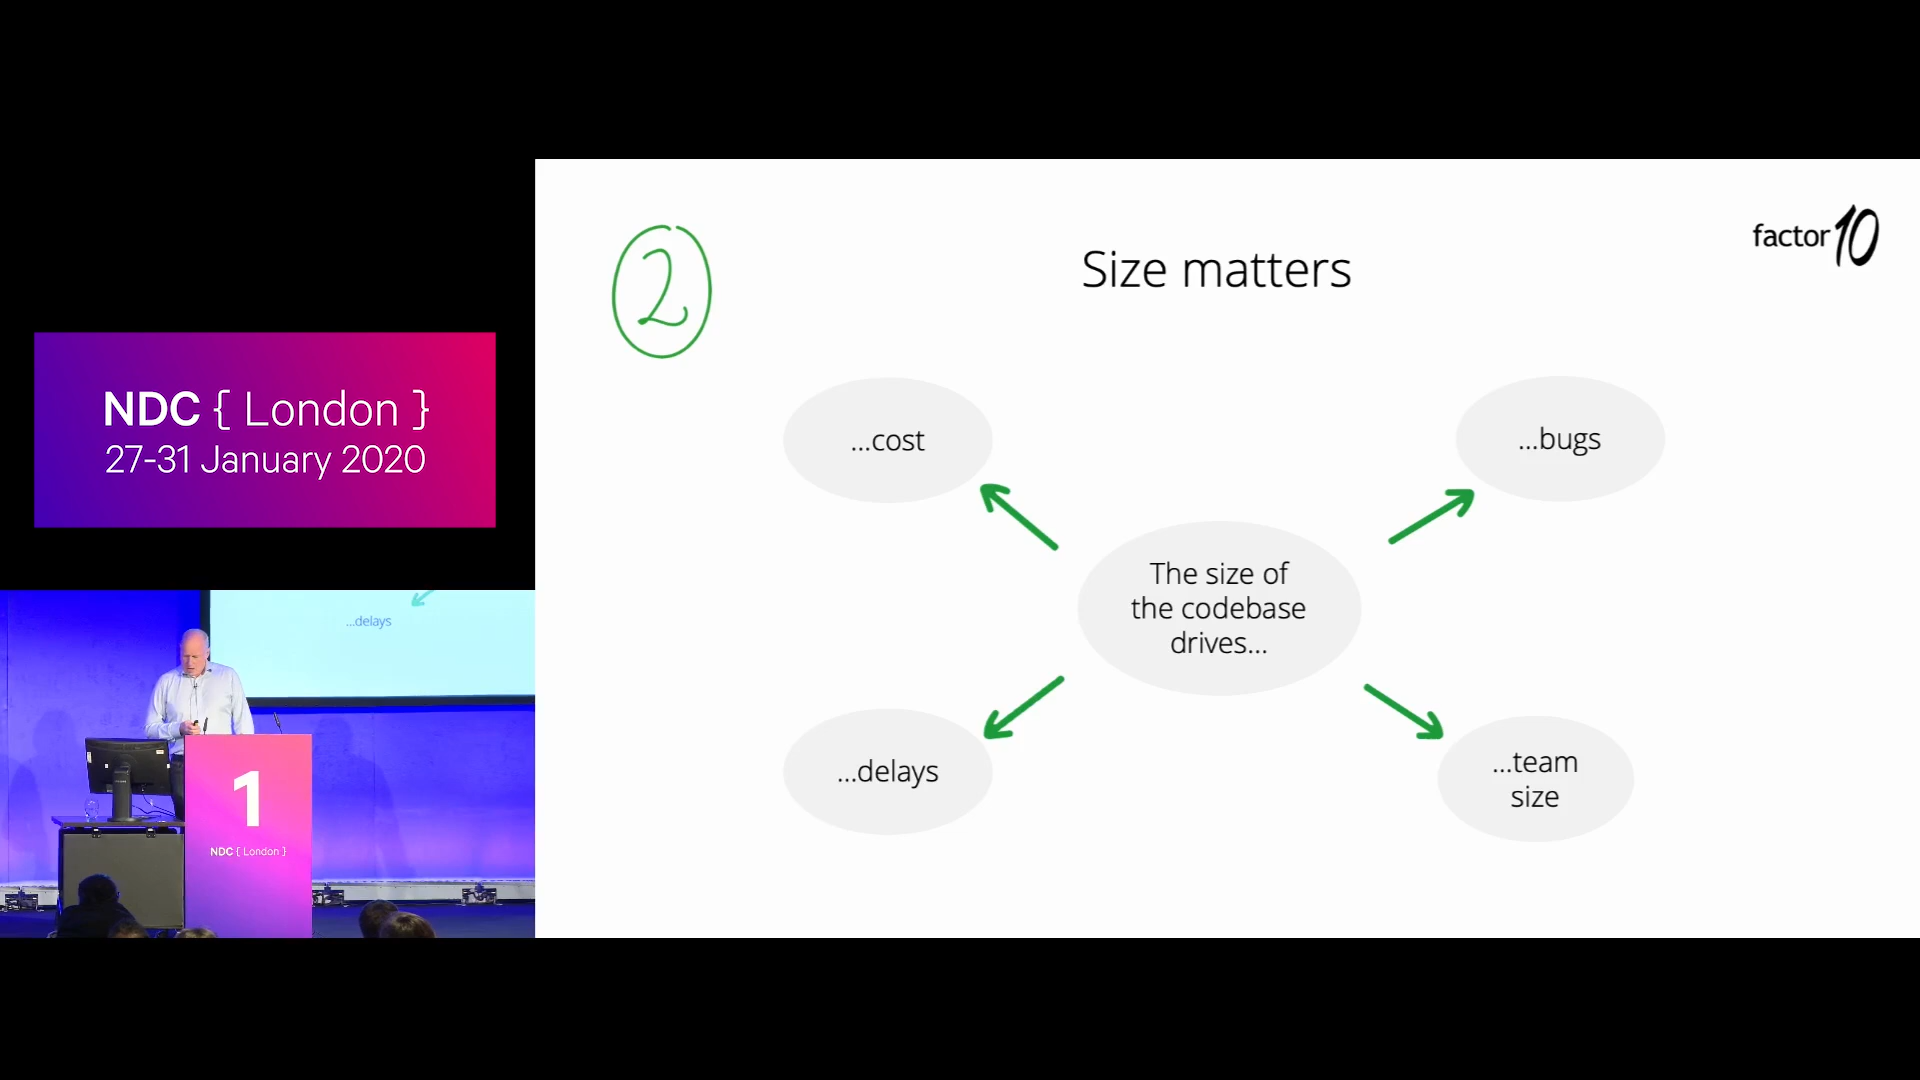 NDC { London }
27-31 January 2020
...delays
1
NDC { London }
2
Size matters
factor10
...cost
...bugs
The size of
the codebase
drives...
...delays
...team
size